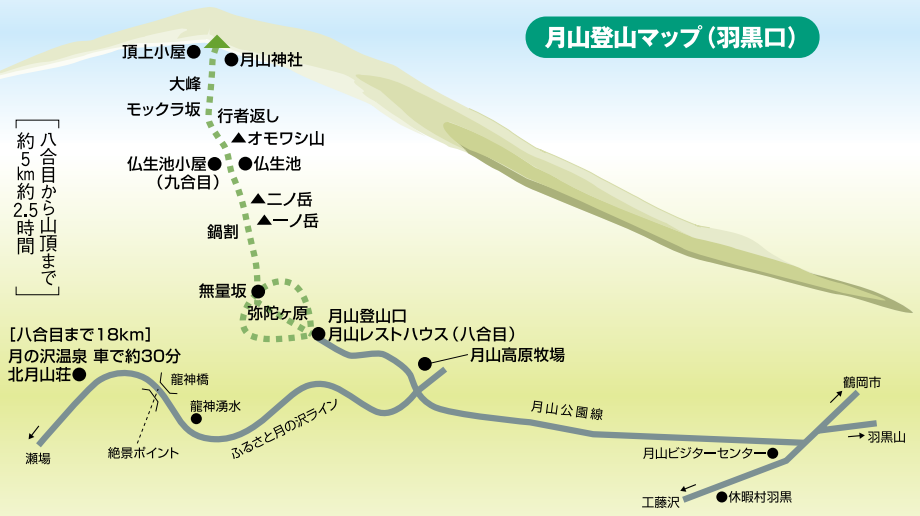 月山登山マップ（羽黒口）
頂上小屋
月山神社
大峰
モックラ坂
行者返し
オモワシ山
仏生池小屋
（九合目）
仏生池
二ノ岳
一ノ岳
鍋割
八合目から山頂まで
約5km約2.5時間
無量坂
弥陀ヶ原
月山登山口
月山レストハウス（八合目）
月山高原牧場
［八合目まで18km］
月の沢温泉 車で約30分
北月山荘
龍神橋
龍神湧水
絶景ポイント
瀬場
ふるさと月の沢ライン
月山公園線
鶴岡市
羽黒山
月山ビジターセンター
休暇村羽黒
工藤沢